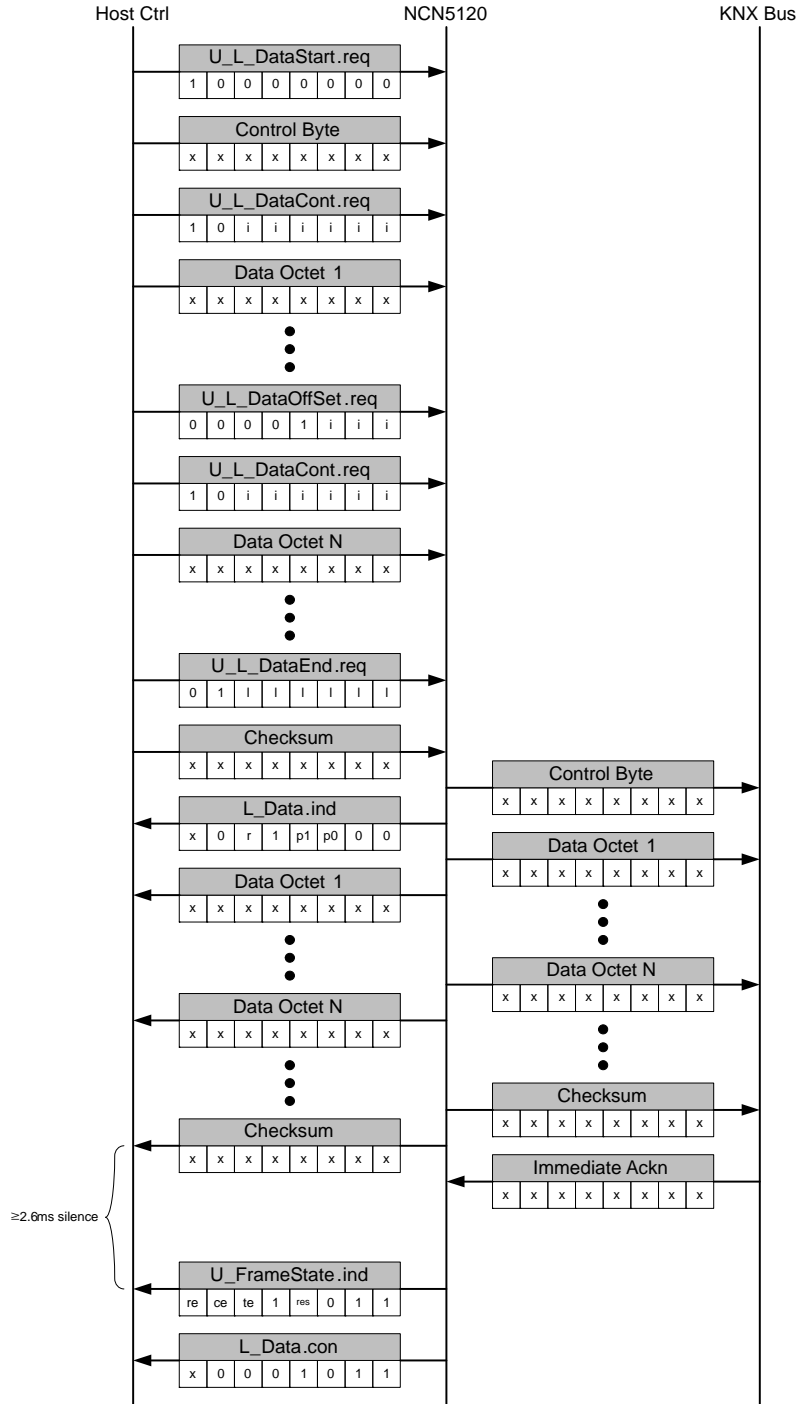 Host Ctrl NCN5120 KNX Bus
U_L_DataStart.req
1 0 0 0 0 0 0 0
Control Byte
x x x x x x x x
U_L_DataCont.req
1 0 i i i i i i
Data Octet 1
x x x x x x x x
U_L_DataOffSet.req
0 0 0 0 1 i i i
U_L_DataCont.req
1 0 i i i i i i
Data Octet N
x x x x x x x x
U_L_DataEnd.req
0 1 l l l l l l
Checksum
x x x x x x x x
Control Byte
x x x x x x x x
L_Data.ind
x 0 r 1 p1 p0 0 0
Data Octet 1
x x x x x x x x
Data Octet 1
x x x x x x x x
Data Octet N
x x x x x x x x
Data Octet N
x x x x x x x x
Checksum
x x x x x x x x
Checksum
x x x x x x x x
Immediate Ackn
x x x x x x x x
≥2.6ms silence
U_FrameState.ind
re ce te 1 res 0 1 1
L_Data.con
x 0 0 0 1 0 1 1